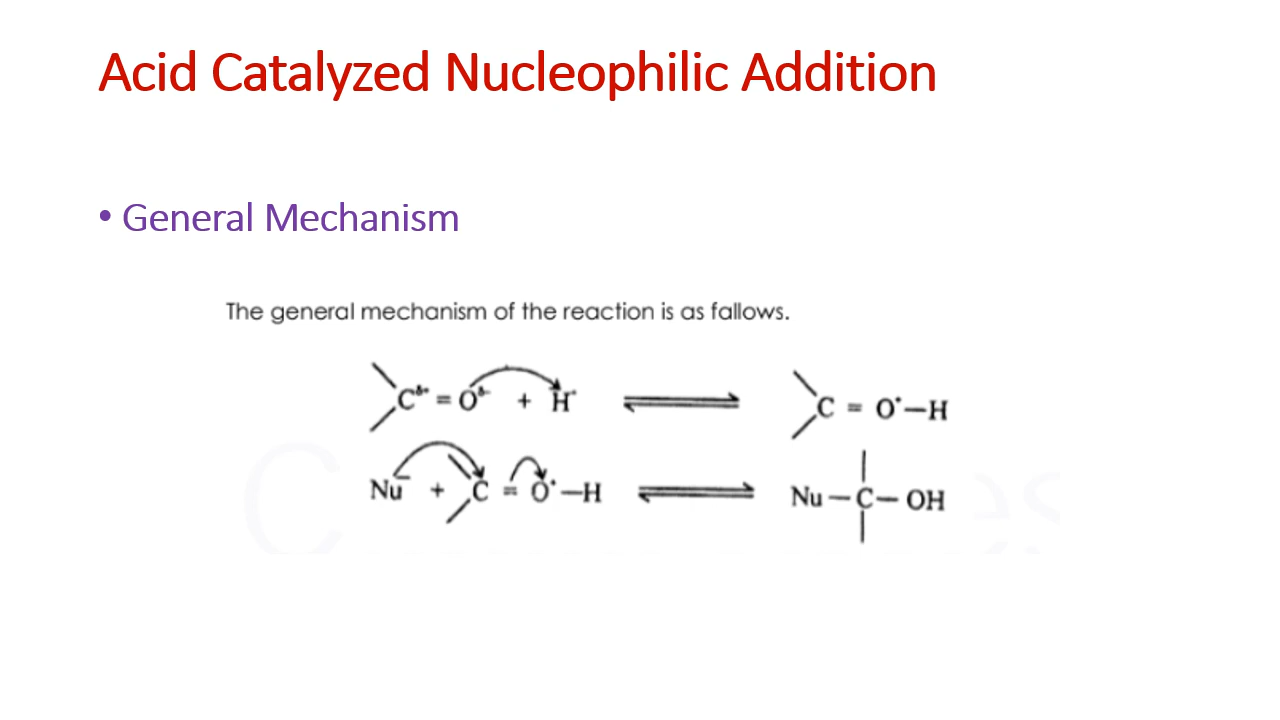 Acid Catalyzed Nucleophilic Addition
• General Mechanism
The general mechanism of the reaction is as fallows.
C^δ+ = O^δ- + H⁺ ⇌ C = O⁺—H
Nu⁻ + C = O⁺—H ⇌ Nu—C—OH